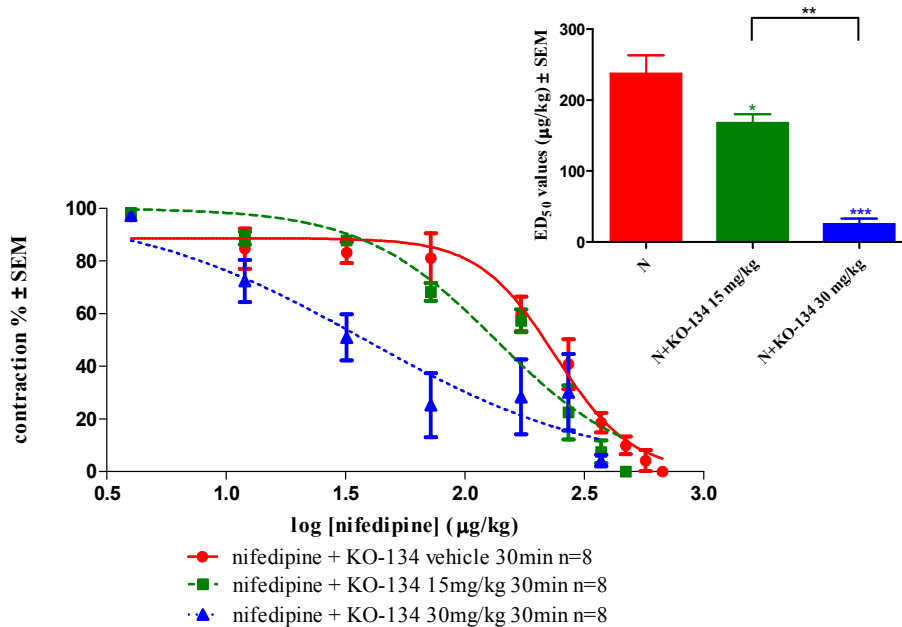 **
ED50 values (µg/kg) ± SEM
300
200
100
0
*
***
N
N+KO-134 15 mg/kg
N+KO-134 30 mg/kg
contraction % ± SEM
100
80
60
40
20
0
0.5
1.0
1.5
2.0
2.5
3.0
log [nifedipine] (µg/kg)
nifedipine + KO-134 vehicle 30min n=8
nifedipine + KO-134 15mg/kg 30min n=8
nifedipine + KO-134 30mg/kg 30min n=8